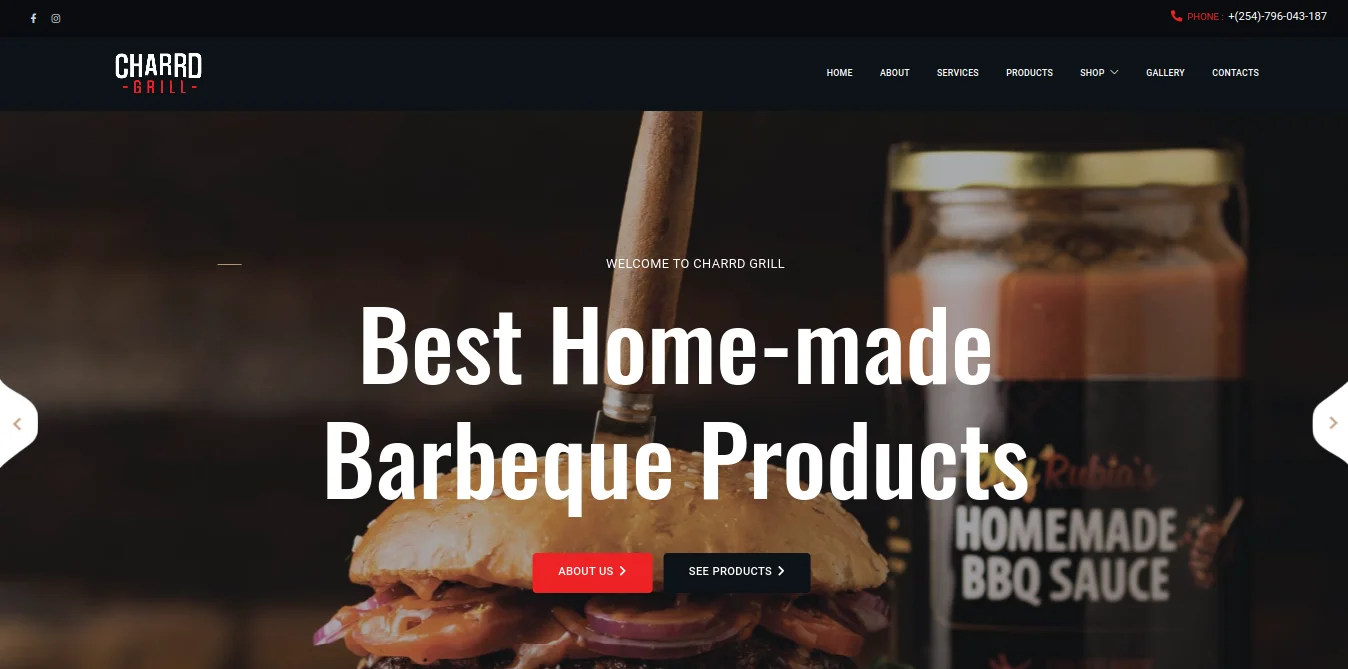 PHONE : +(254)-796-043-187
CHARRD
-GRILL-
HOME ABOUT SERVICES PRODUCTS SHOP GALLERY CONTACTS
WELCOME TO CHARRD GRILL
Best Home-made
Barbeque Products
Rubia's
HOMEMADE
BBQ SAUCE
ABOUT US
SEE PRODUCTS